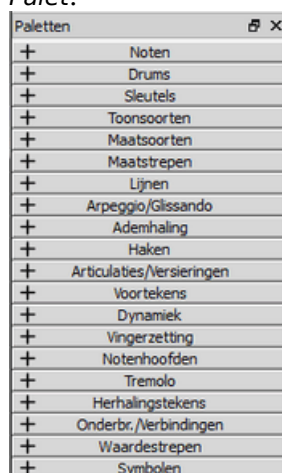 Palet:
Paletten
+ Noten
+ Drums
+ Sleutels
+ Toonsoorten
+ Maatsoorten
+ Maatstrepen
+ Lijnen
+ Arpeggio/Glissando
+ Ademhaling
+ Haken
+ Articulaties/Versieringen
+ Voortekens
+ Dynamiek
+ Vingerzetting
+ Notenhoofden
+ Tremolo
+ Herhalingstekens
+ Onderbr./Verbindingen
+ Waardestrepen
+ Symbolen